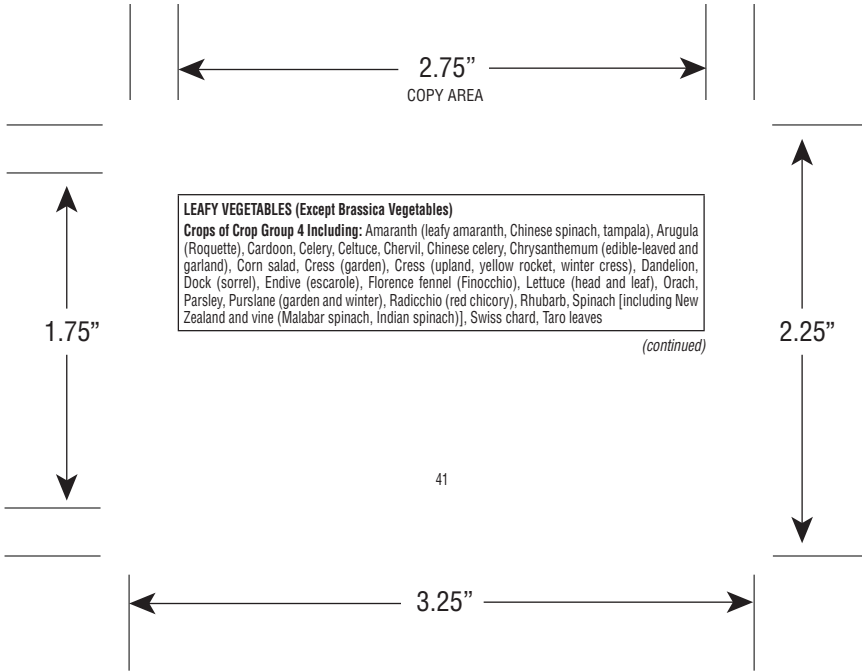 2.75”
COPY AREA
LEAFY VEGETABLES (Except Brassica Vegetables)
Crops of Crop Group 4 Including: Amaranth (leafy amaranth, Chinese spinach, tampala), Arugula
(Roquette), Cardoon, Celery, Celtuce, Chervil, Chinese celery, Chrysanthemum (edible-leaved and
garland), Corn salad, Cress (garden), Cress (upland, yellow rocket, winter cress), Dandelion,
Dock (sorrel), Endive (escarole), Florence fennel (Finocchio), Lettuce (head and leaf), Orach,
Parsley, Purslane (garden and winter), Radicchio (red chicory), Rhubarb, Spinach [including New
Zealand and vine (Malabar spinach, Indian spinach)], Swiss chard, Taro leaves
1.75”
2.25”
(continued)
41
3.25”